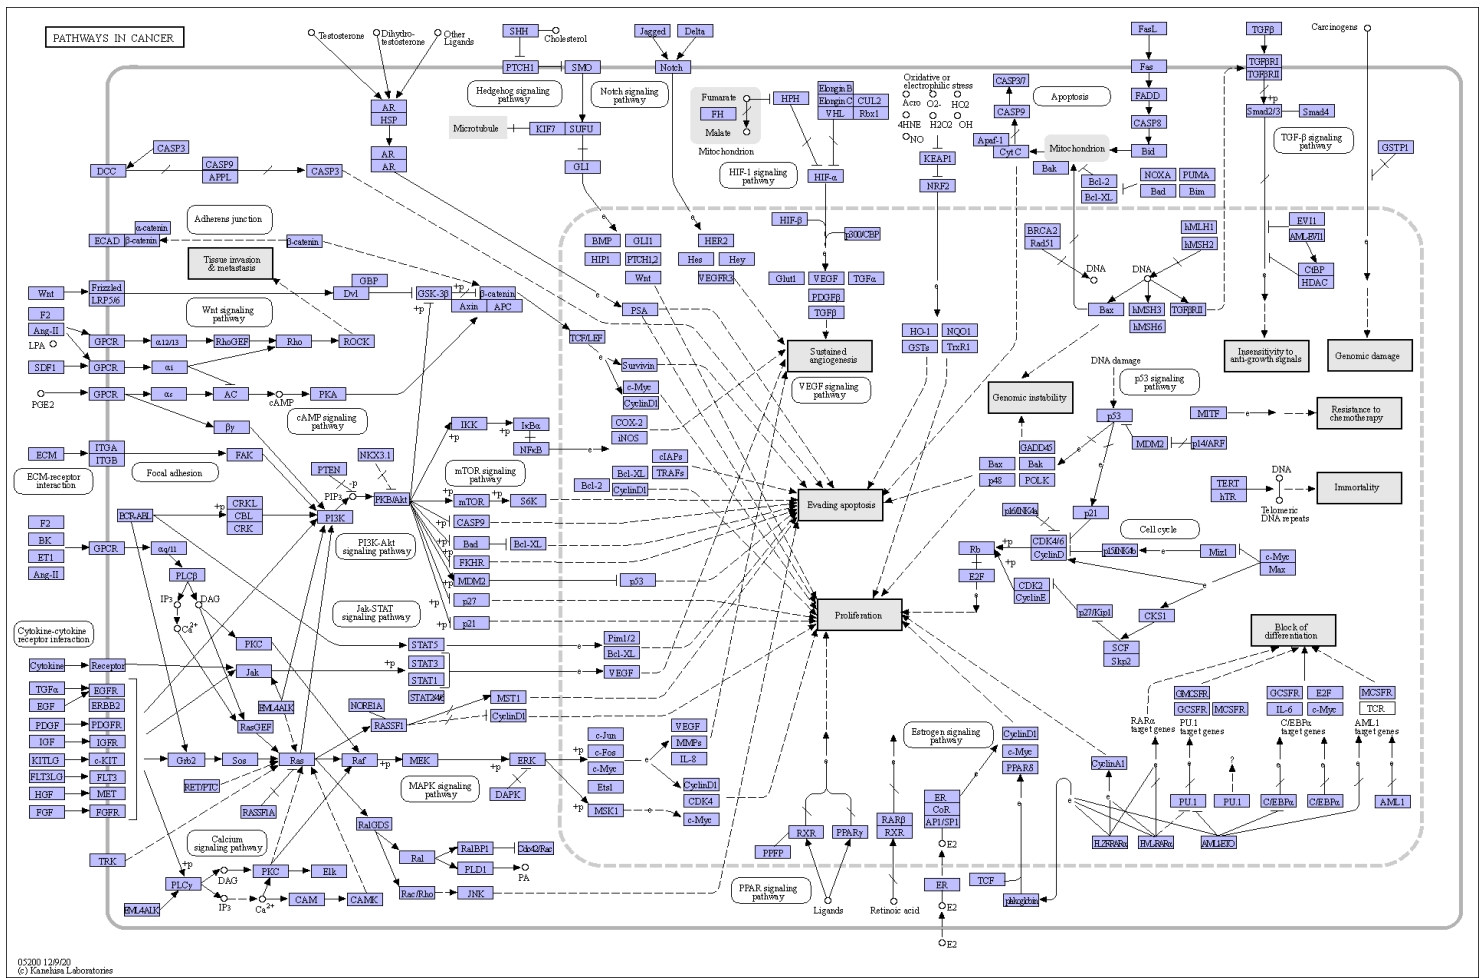 PATHWAYS IN CANCER
Testosterone
Dihydro-
testosterone
Other
Ligands
SHH
Cholesterol
PTCH1
SMO
Hedgehog signaling
pathway
Microtubule
KIF7
SUFU
GLI
Jagged
Delta
Notch
Notch signaling
pathway
Fumarate
FH
Malate
Mitochondrion
HPH
Elongin B
Elongin C
CUL2
VHL
Rbx1
HIF-1 signaling
pathway
HIF-α
Oxidative or
electrophilic stress
Acro
O2-
HO2
4HNE
H2O2
OH
NO
KEAP1
NRF2
CASP3/7
CASP9
Apaf-1
Cyt C
Apoptosis
Mitochondrion
FasL
Fas
FADD
CASP8
Bid
Bak
Bcl-2
Bcl-XL
NOXA
PUMA
Bad
Bim
TGFβ
TGFβRI
TGFβRII
+p
Smad2/3
Smad4
TGF-β signaling
pathway
Carcinogens
GSTP1
AR
HSP
AR
AR
CASP3
DCC
CASP9
APPL
CASP3
Adherens junction
α-catenin
ECAD
β-catenin
β-catenin
Tissue invasion
& metastasis
Wnt
Frizzled
LRP5/6
GBP
Dvl
GSK-3β
+p
β-catenin
Axin
APC
+p
Wnt signaling
pathway
F2
Ang-II
LPA
GPCR
α12/13
RhoGEF
Rho
ROCK
SDF1
GPCR
αi
PGE2
GPCR
αs
AC
cAMP
PKA
cAMP signaling
pathway
βγ
TCF/LEF
BMP
GLI1
HIP1
PTCH1,2
Wnt
HER2
Hes
Hey
VEGFR3
PSA
Survivin
c-Myc
CyclinD1
COX-2
iNOS
HIF-β
p300/CBP
Glut1
VEGF
TGFα
PDGFβ
TGFβ
Sustained
angiogenesis
VEGF signaling
pathway
HO-1
NQO1
GSTs
TrxR1
BRCA2
Rad51
DNA
DNA
hMLH1
hMSH2
Bax
hMSH3
TGFβRII
hMSH6
EVI1
AML-EVI1
CtBP
HDAC
Genomic instability
DNA damage
p53 signaling
pathway
Insensitivity to
anti-growth signals
Genomic damage
p53
MDM2
p14/ARF
MITF
Resistance to
chemotherapy
GADD45
Bax
Bak
p48
POLK
TERT
hTR
DNA
Telomeric
DNA repeats
Immortality
ECM
ITGA
ITGB
FAK
ECM-receptor
interaction
Focal adhesion
PTEN
NKX3.1
-p
PIP3
PKB/Akt
PI3K
PI3K-Akt
signaling pathway
CRKL
CBL
CRK
+p
BCR-ABL
IKK
+p
IκBα
+p
NFκB
mTOR signaling
pathway
mTOR
+p
S6K
CASP9
Bad
Bcl-XL
FKHR
MDM2
p53
p27
p21
cIAPs
TRAFs
Bcl-XL
Bcl-2
CyclinD1
Evading apoptosis
Proliferation
p16/INK4a
p21
Cell cycle
Rb
CDK4/6
CyclinD
p15/INK4b
Miz1
c-Myc
Max
E2F
CDK2
CyclinE
p27/Kip1
CKS1
SCF
Skp2
F2
BK
ET1
Ang-II
GPCR
αq/11
PLCβ
IP3
DAG
Ca2+
PKC
Jak-STAT
signaling pathway
Cytokine-cytokine
receptor interaction
Cytokine
Receptor
Jak
STAT5
STAT3
STAT1
+p
Pim1/2
Bcl-XL
VEGF
TGFα
EGF
EGFR
ERBB2
PDGF
PDGFR
IGF
IGFR
KITLG
c-KIT
FLT3LG
FLT3
HGF
MET
FGF
FGFR
TRK
EML4ALK
RasGEF
NORE1A
RASSF1
MST1
CyclinD1
Grb2
Sos
Ras
Raf
+p
MEK
+p
ERK
DAPK
RET/PTC
RASSF1A
MAPK signaling
pathway
c-Jun
c-Fos
c-Myc
Ets1
MSK1
VEGF
MMPs
IL-8
CyclinD1
CDK4
c-Myc
Calcium
signaling pathway
PLCγ
+p
DAG
IP3
Ca2+
PKC
Elk
CAM
CAMK
EML4ALK
RalGDS
Ral
RalBP1
Cdc42/Rac
PLD1
PA
Rac/Rho
JNK
PPFP
RXR
PPARγ
PPAR signaling
pathway
Ligands
RARβ
RXR
Retinoic acid
Estrogen signaling
pathway
ER
CoR
AP1/SP1
E2
ER
E2
E2
CyclinD1
c-Myc
PPARδ
TCF
CyclinA1
Block of
differentiation
GMCSFR
GCSFR
MCSFR
RARα
target genes
PU.1
target genes
GCSFR
E2F
IL-6
c-Myc
C/EBPα
target genes
MCSFR
TCR
AML1
target genes
?
PU.1
PU.1
C/EBPα
C/EBPα
AML1
05200 12/9/20
(c) Kanehisa Laboratories